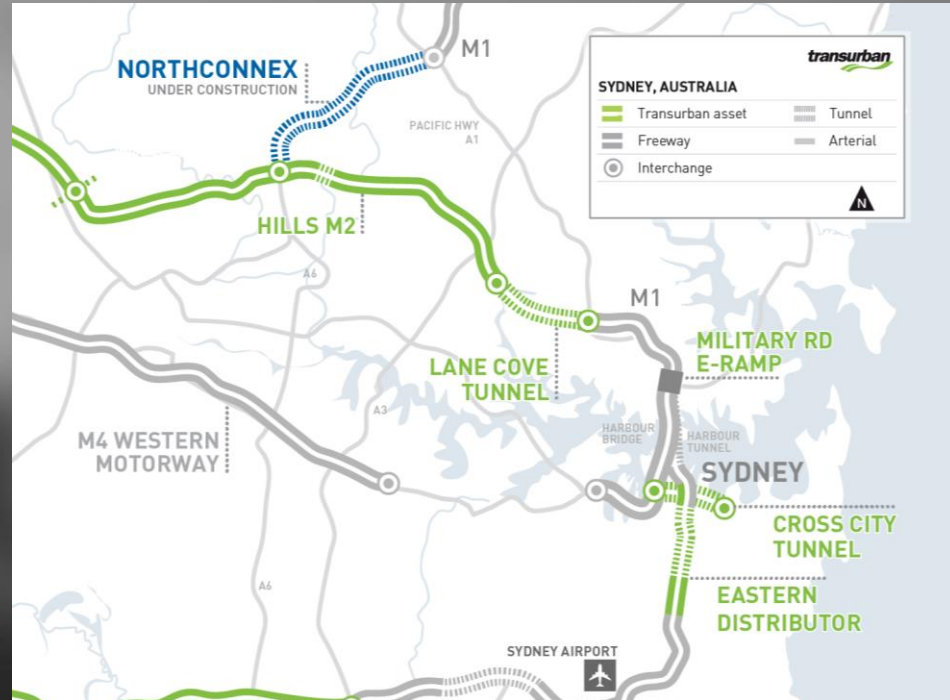 NORTHCONNEX
UNDER CONSTRUCTION
M1
transurban
SYDNEY, AUSTRALIA
Transurban asset
Tunnel
Freeway
Arterial
Interchange
N
PACIFIC HWY
A1
HILLS M2
A6
M1
MILITARY RD
E-RAMP
LANE COVE
TUNNEL
A3
M4 WESTERN
MOTORWAY
HARBOUR
BRIDGE
HARBOUR
TUNNEL
SYDNEY
CROSS CITY
TUNNEL
A6
EASTERN
DISTRIBUTOR
SYDNEY AIRPORT